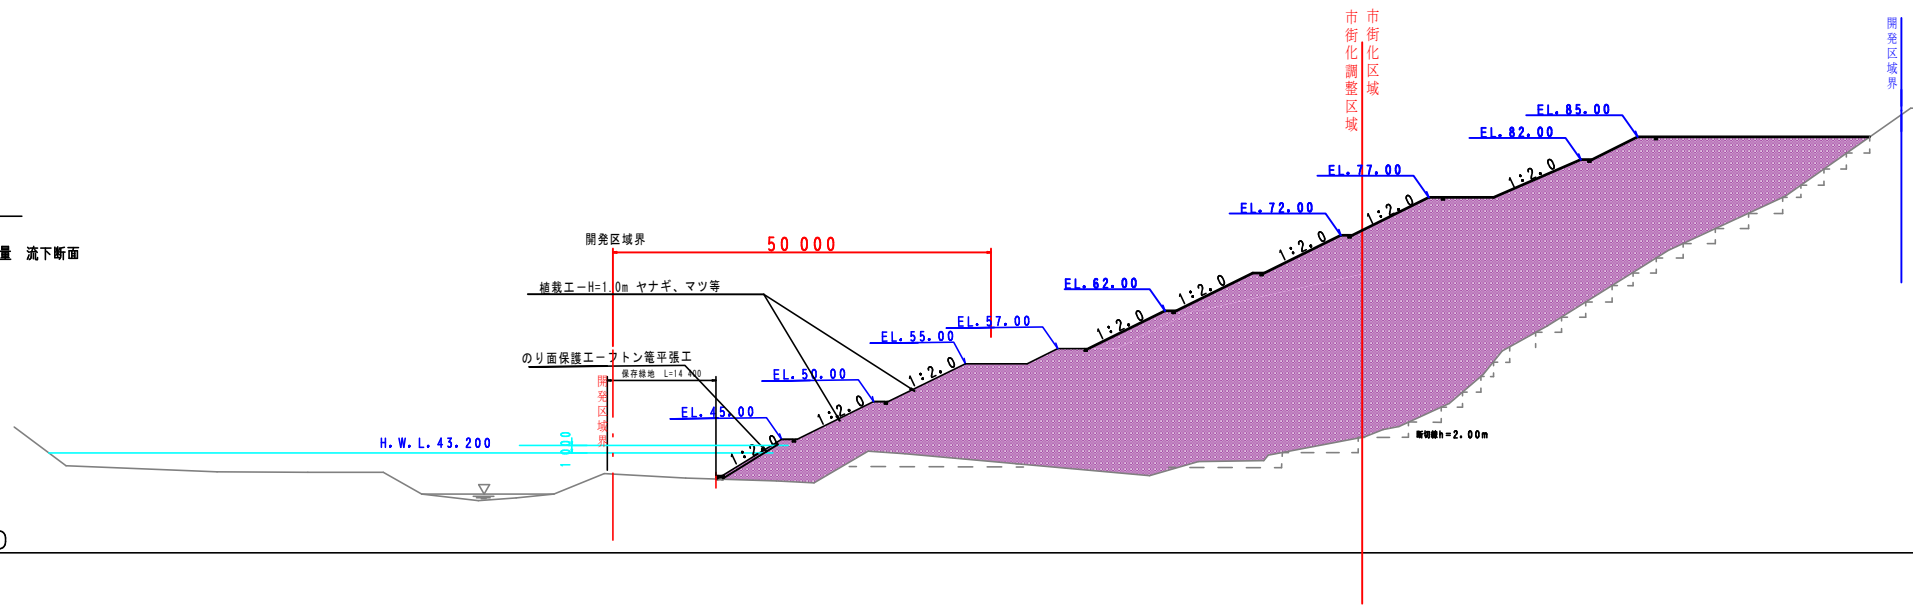 市街化調整区域
市街化区域
開発区域界
EL.85.00
EL.82.00
1:2.0
EL.77.00
1:2.0
EL.72.00
1:2.0
EL.62.00
1:2.0
1:2.0
開発区域界
50 000
量 流下断面
植栽工ーH=1.0m ヤナギ、マツ等
EL.57.00
EL.55.00
1:2.0
のり面保護工ーフトン篭平張工
保存緑地 L=14 400
EL.50.00
1:2.0
開発区域界
EL.45.00
1:2.0
H.W.L.43.200
1 000
断切線h=2.00m